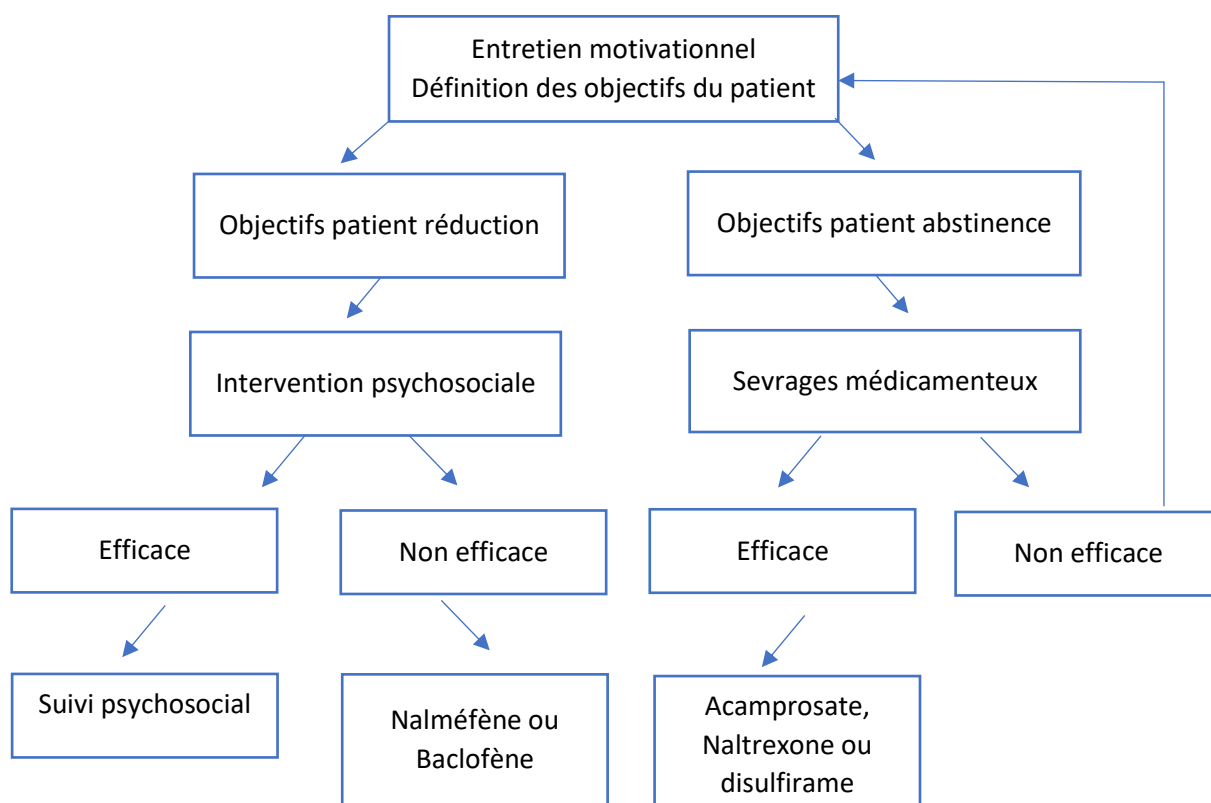 Entretien motivationnel
Définition des objectifs du patient
Objectifs patient réduction
Objectifs patient abstinence
Intervention psychosociale
Sevrages médicamenteux
Efficace
Non efficace
Efficace
Non efficace
Suivi psychosocial
Nalméfène ou
Baclofène
Acamprosate,
Naltrexone ou
disulfirame